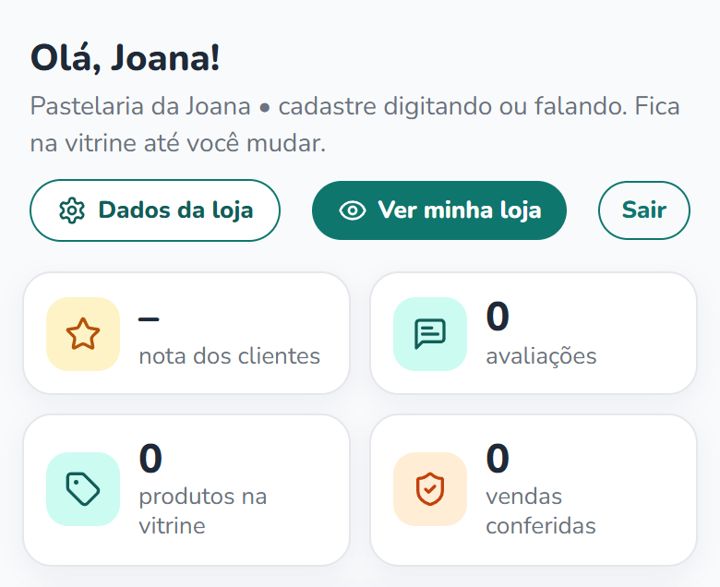 Olá, Joana!
Pastelaria da Joana • cadastre digitando ou falando. Fica
na vitrine até você mudar.
Dados da loja
Ver minha loja
Sair
–
nota dos clientes
0
avaliações
0
produtos na
vitrine
0
vendas
conferidas